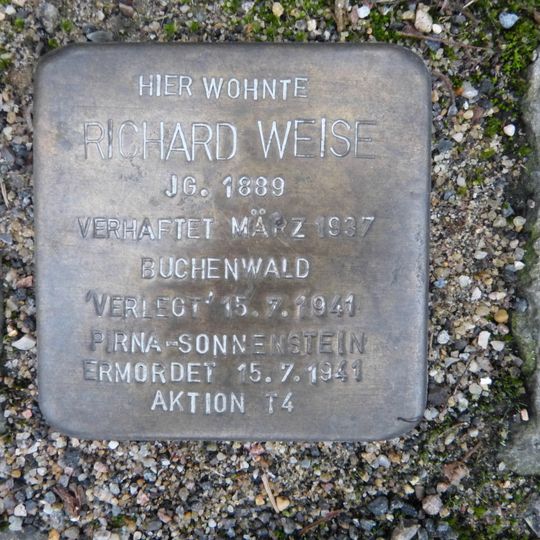 HIER WOHNTE
RICHARD WEISE
JG. 1889
VERHAFTET MÄRZ 1937
BUCHENWALD
'VERLEGT' 15.7.1941
PIRNA-SONNENSTEIN
ERMORDET 15.7.1941
AKTION T4